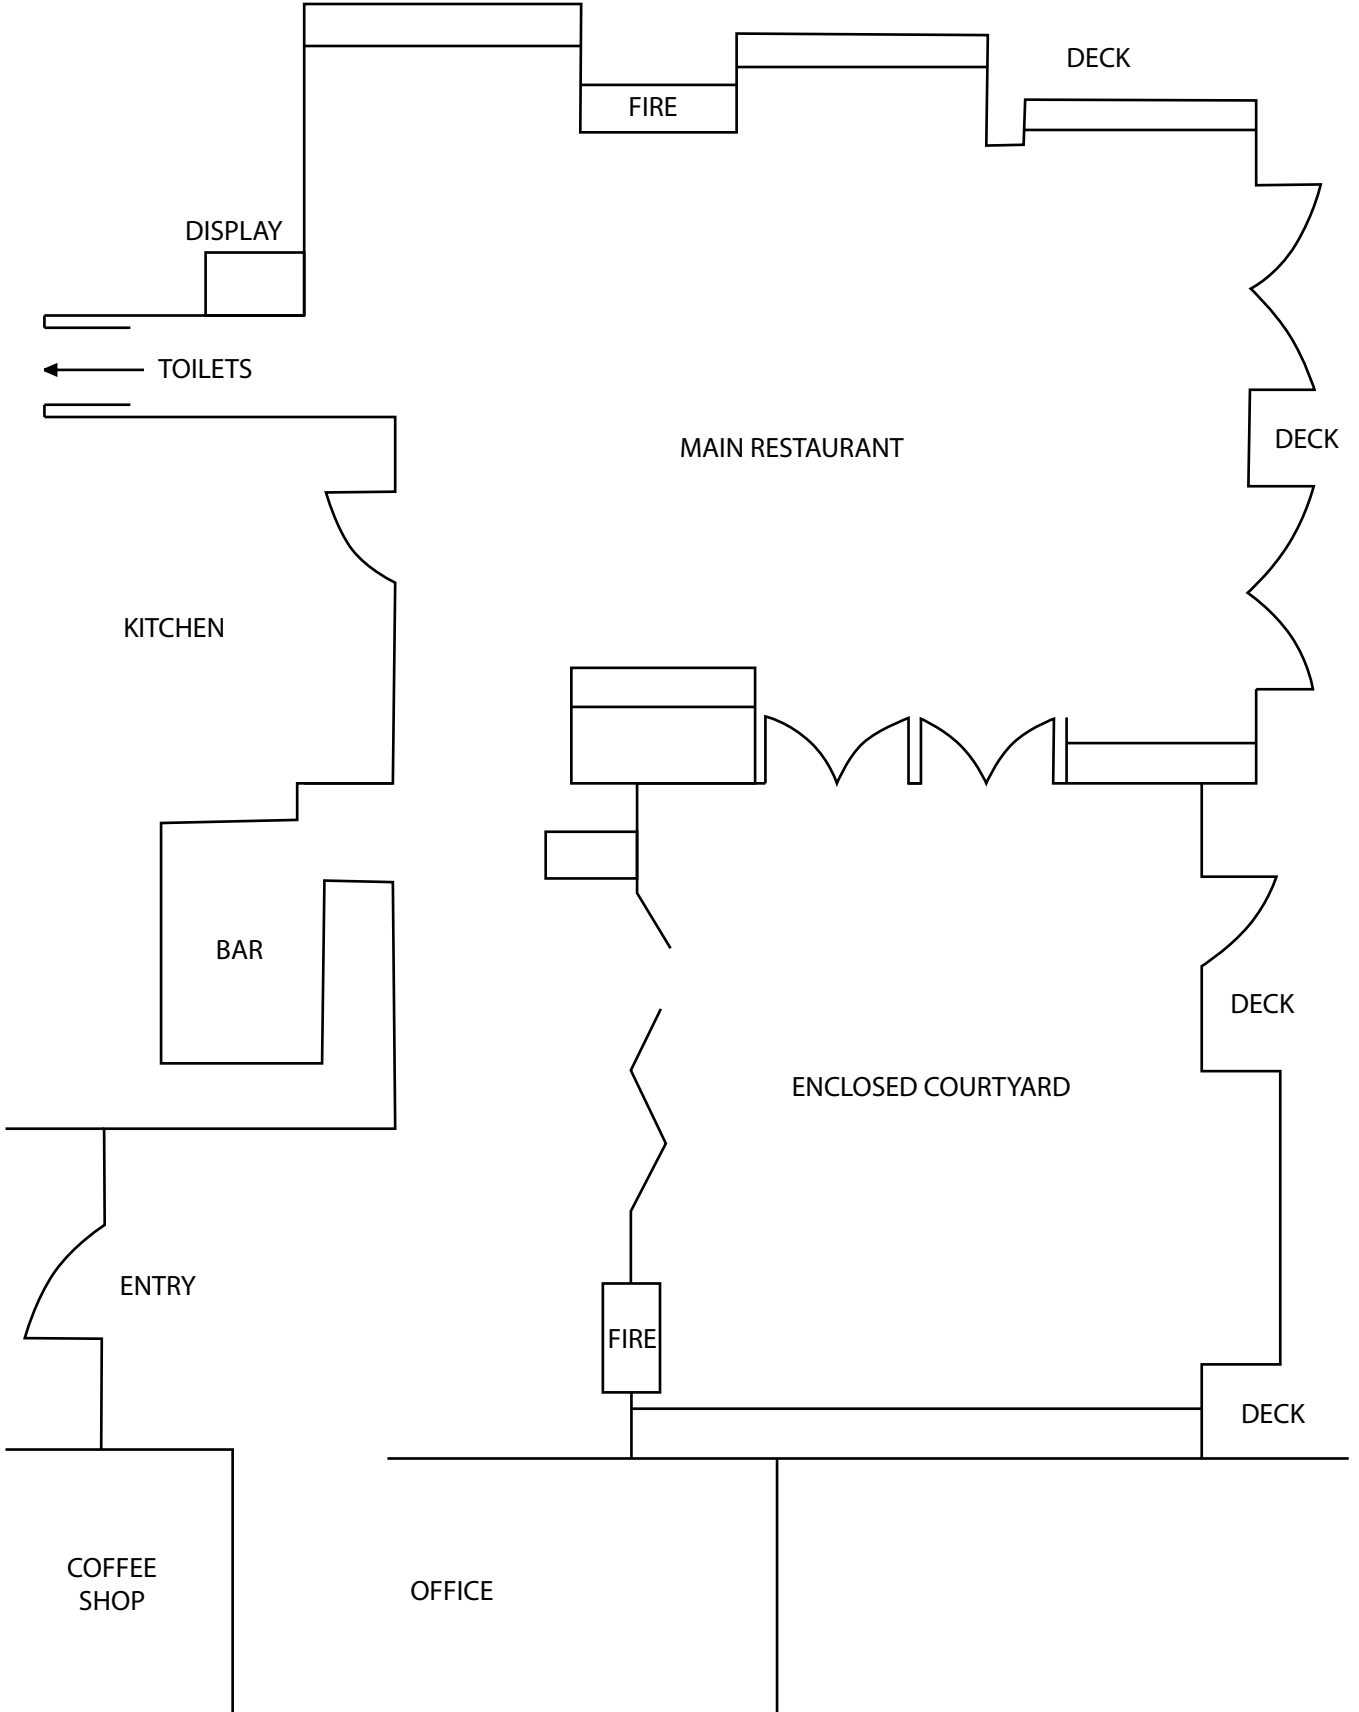 DECK
FIRE
DISPLAY
TOILETS
DECK
MAIN RESTAURANT
KITCHEN
BAR
DECK
ENCLOSED COURTYARD
ENTRY
FIRE
DECK
COFFEE
SHOP
OFFICE